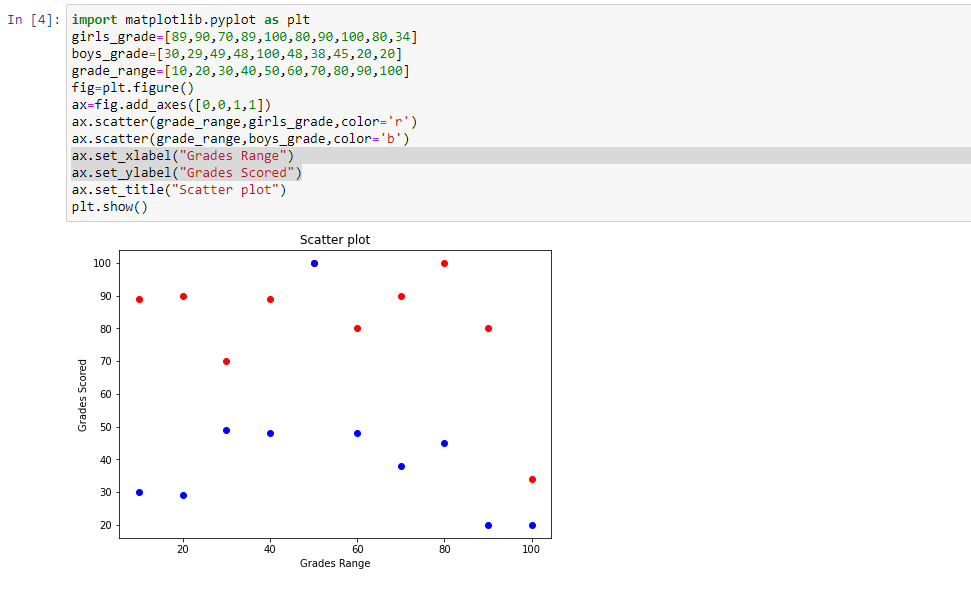 In [4]: import matplotlib.pyplot as plt
girls_grade=[89,90,70,89,100,80,90,100,80,34]
boys_grade=[30,29,49,48,100,48,38,45,20,20]
grade_range=[10,20,30,40,50,60,70,80,90,100]
fig=plt.figure()
ax=fig.add_axes([0,0,1,1])
ax.scatter(grade_range,girls_grade,color='r')
ax.scatter(grade_range,boys_grade,color='b')
ax.set_xlabel("Grades Range")
ax.set_ylabel("Grades Scored")
ax.set_title("Scatter plot")
plt.show()
Scatter plot
100
90
80
70
60
50
40
30
20
Grades Scored
20 40 60 80 100
Grades Range